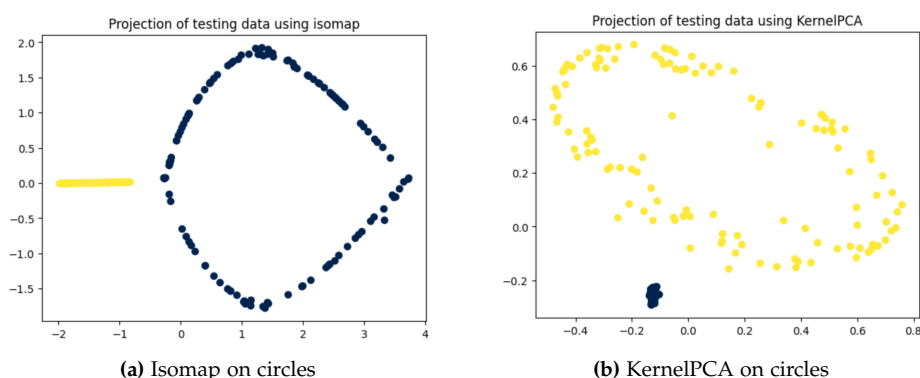 Projection of testing data using isomap
2.0
1.5
1.0
0.5
0.0
−0.5
−1.0
−1.5
−2 −1 0 1 2 3 4
(a) Isomap on circles
Projection of testing data using KernelPCA
0.6
0.4
0.2
0.0
−0.2
−0.4 −0.2 0.0 0.2 0.4 0.6 0.8
(b) KernelPCA on circles